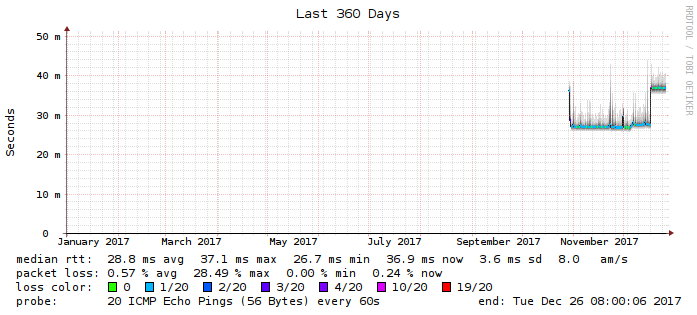 Last 360 Days
RRDTOOL / TOBI OETIKER
Seconds
50 m
40 m
30 m
20 m
10 m
0
January 2017 March 2017 May 2017 July 2017 September 2017 November 2017
median rtt: 28.8 ms avg 37.1 ms max 26.7 ms min 36.9 ms now 3.6 ms sd 8.0 am/s
packet loss: 0.57 % avg 28.49 % max 0.00 % min 0.24 % now
loss color: 0 1/20 2/20 3/20 4/20 10/20 19/20
probe: 20 ICMP Echo Pings (56 Bytes) every 60s end: Tue Dec 26 08:00:06 2017